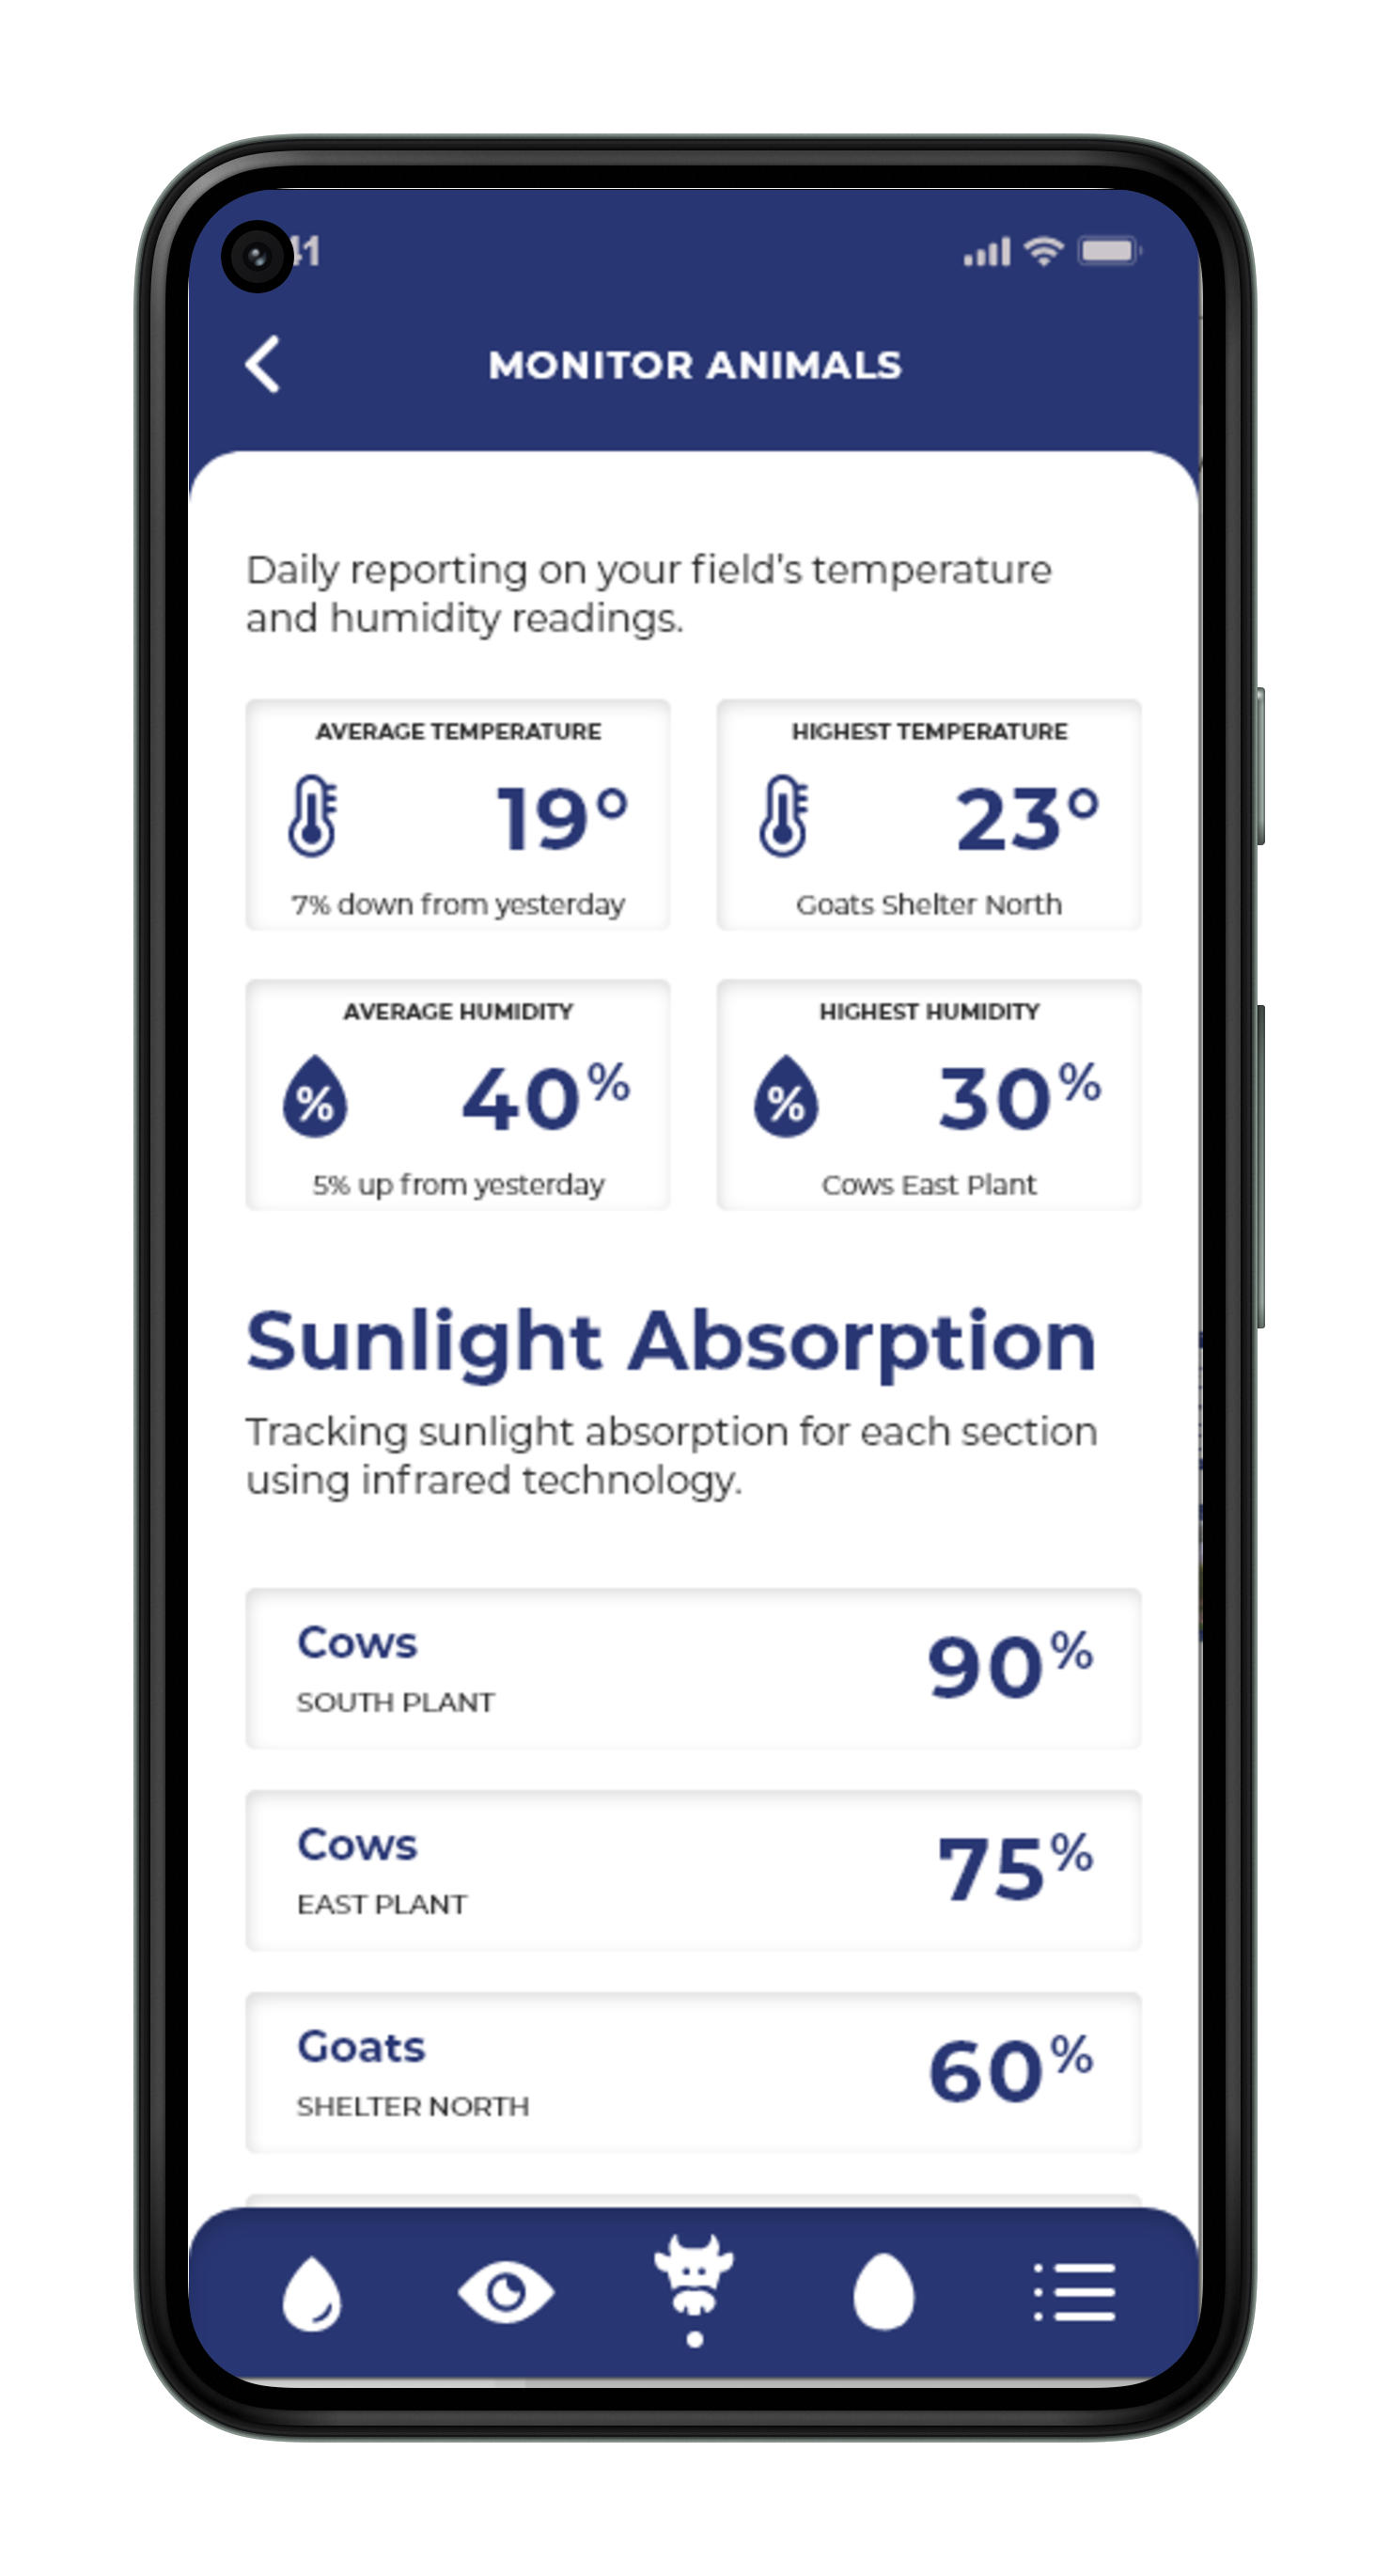 41
MONITOR ANIMALS
Daily reporting on your field's temperature
and humidity readings.
AVERAGE TEMPERATURE
19°
7% down from yesterday
HIGHEST TEMPERATURE
23°
Goats Shelter North
AVERAGE HUMIDITY
%
40%
5% up from yesterday
HIGHEST HUMIDITY
%
30%
Cows East Plant
Sunlight Absorption
Tracking sunlight absorption for each section
using infrared technology.
Cows
90%
SOUTH PLANT
Cows
75%
EAST PLANT
Goats
60%
SHELTER NORTH